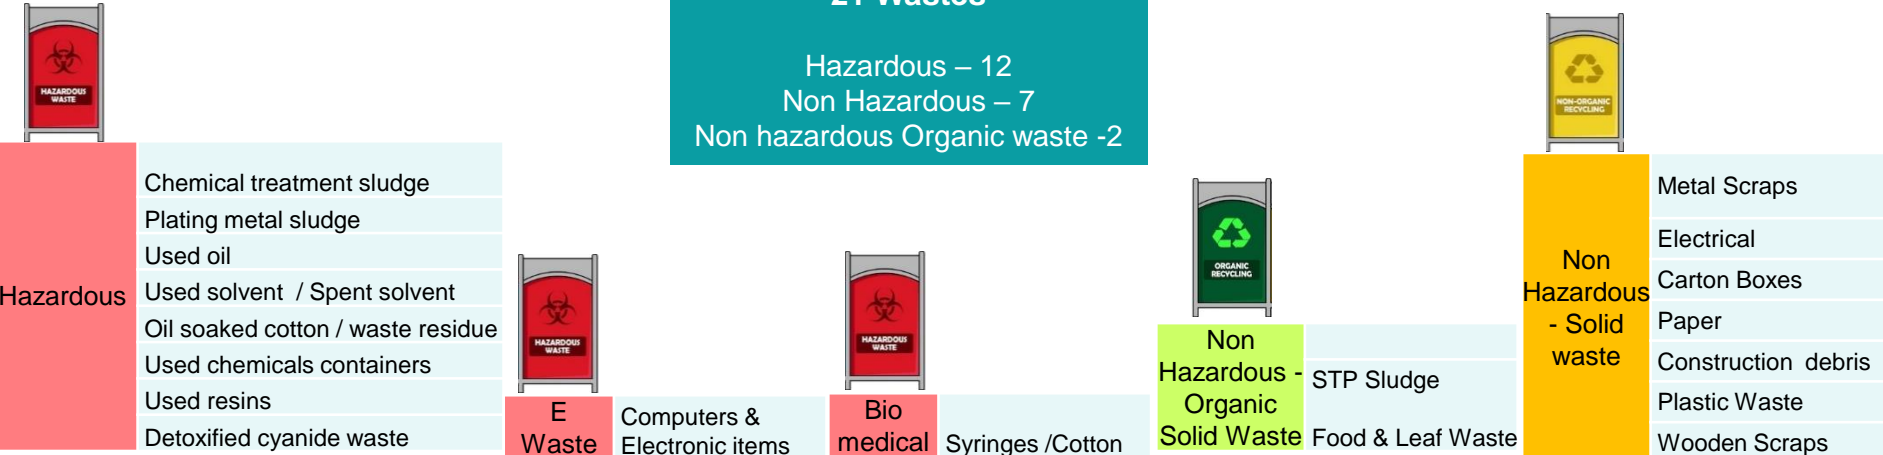 21 Wastes
Hazardous – 12
Non Hazardous – 7
Non hazardous Organic waste -2
HAZARDOUS
WASTE
Hazardous
Chemical treatment sludge
Plating metal sludge
Used oil
Used solvent / Spent solvent
Oil soaked cotton / waste residue
Used chemicals containers
Used resins
Detoxified cyanide waste
HAZARDOUS
WASTE
E
Waste
Computers &
Electronic items
HAZARDOUS
WASTE
Bio
medical
Syringes /Cotton
ORGANIC
RECYCLING
Non
Hazardous -
Organic
Solid Waste
STP Sludge
Food & Leaf Waste
NON-ORGANIC
RECYCLING
Non
Hazardous
- Solid
waste
Metal Scraps
Electrical
Carton Boxes
Paper
Construction debris
Plastic Waste
Wooden Scraps